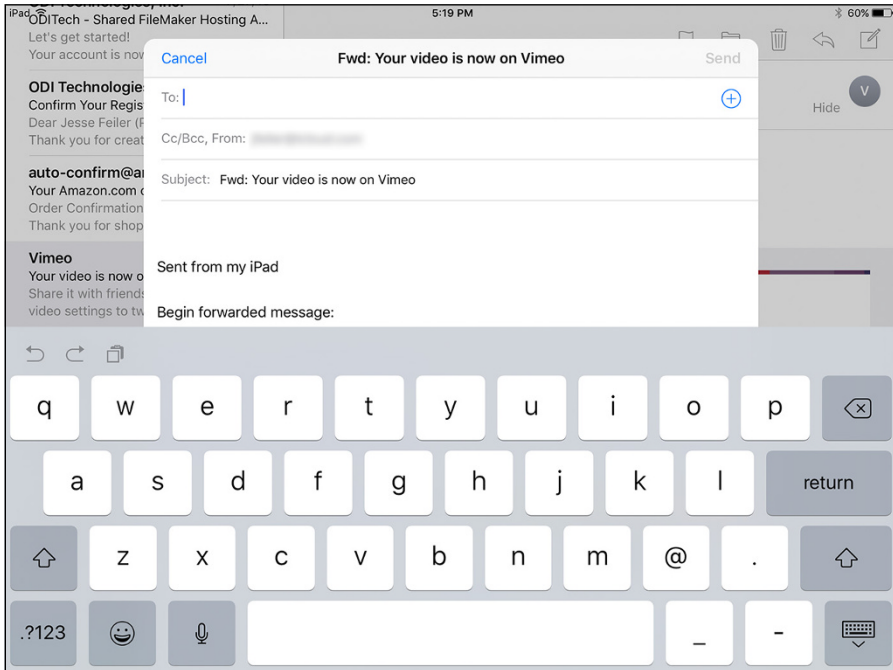 iPad
5:19 PM
60%
ODITech - Shared FileMaker Hosting A...
Let's get started!
Your account is now
ODI Technologie
Confirm Your Regis
Dear Jesse Feiler (
Thank you for creat
auto-confirm@a
Your Amazon.com
Order Confirmation
Thank you for shop
Vimeo
Your video is now o
Share it with friends
video settings to tw
Hide
V
Cancel
Fwd: Your video is now on Vimeo
Send
To:
Cc/Bcc, From:
Subject: Fwd: Your video is now on Vimeo
Sent from my iPad
Begin forwarded message:
q w e r t y u i o p
a s d f g h j k l return
z x c v b n m @ .
.?123 _ -